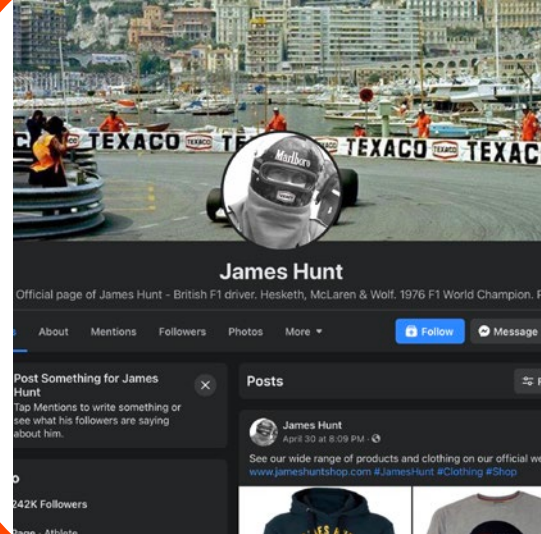 TEXACO TEXACO TEXAC
Marlboro
James Hunt
Official page of James Hunt - British F1 driver. Hesketh, McLaren & Wolf. 1976 F1 World Champion.
About Mentions Followers Photos More Follow Message
Post Something for James
Hunt
Tap Mentions to write something or
see what his followers are saying
about him.
Posts
James Hunt
April 30 at 8:09 PM ·
See our wide range of products and clothing on our official we
www.jameshuntshop.com #JamesHunt #Clothing #Shop
242K Followers
Page · Athlete